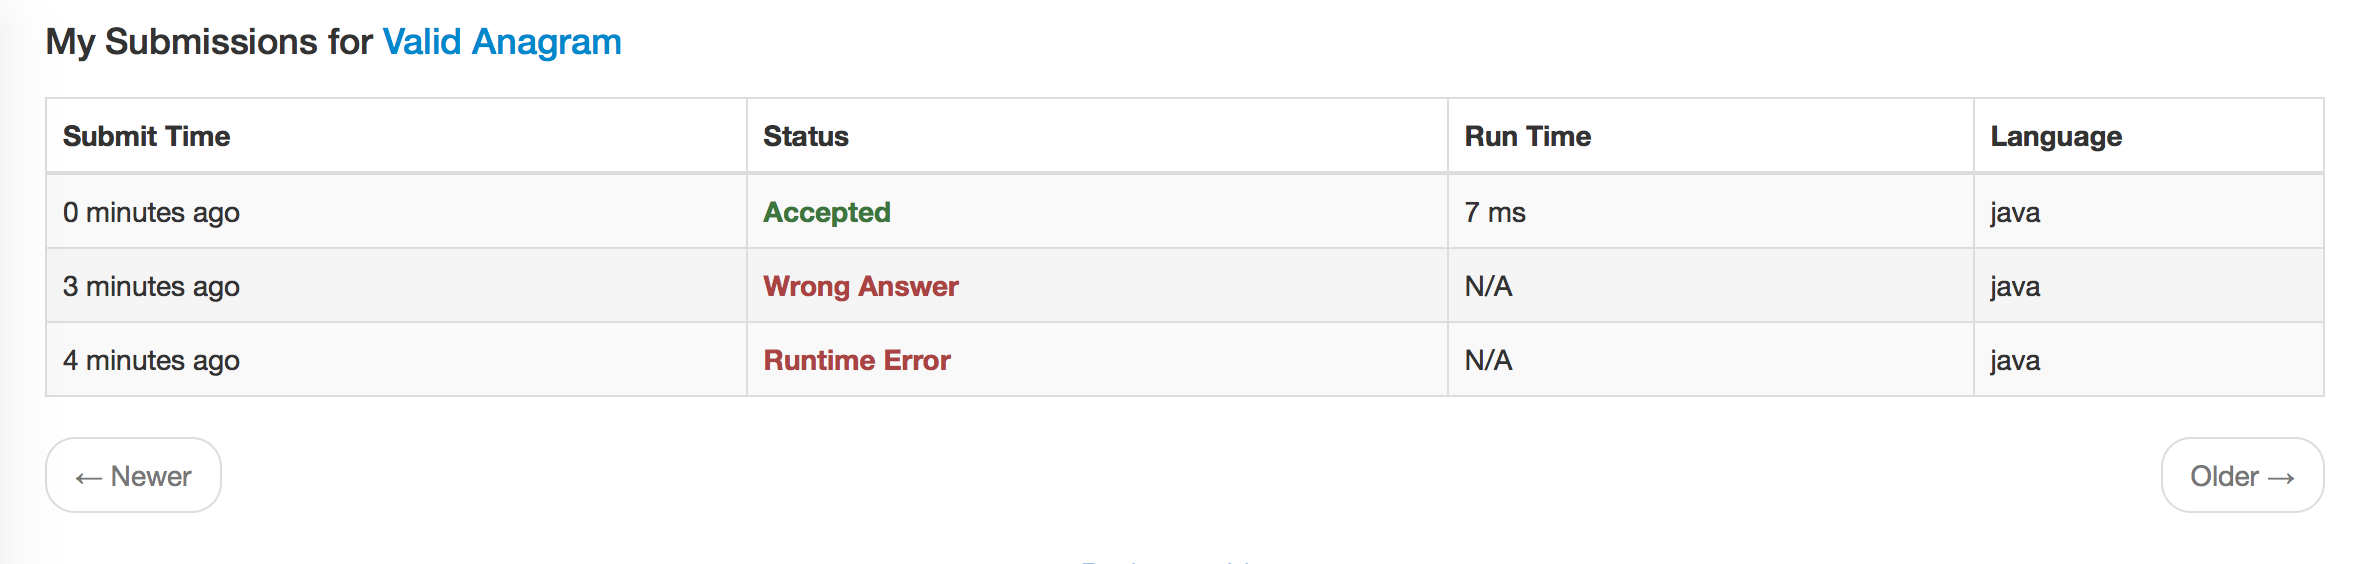 My Submissions for Valid Anagram
Submit Time Status Run Time Language
0 minutes ago Accepted 7 ms java
3 minutes ago Wrong Answer N/A java
4 minutes ago Runtime Error N/A java
← Newer Older →